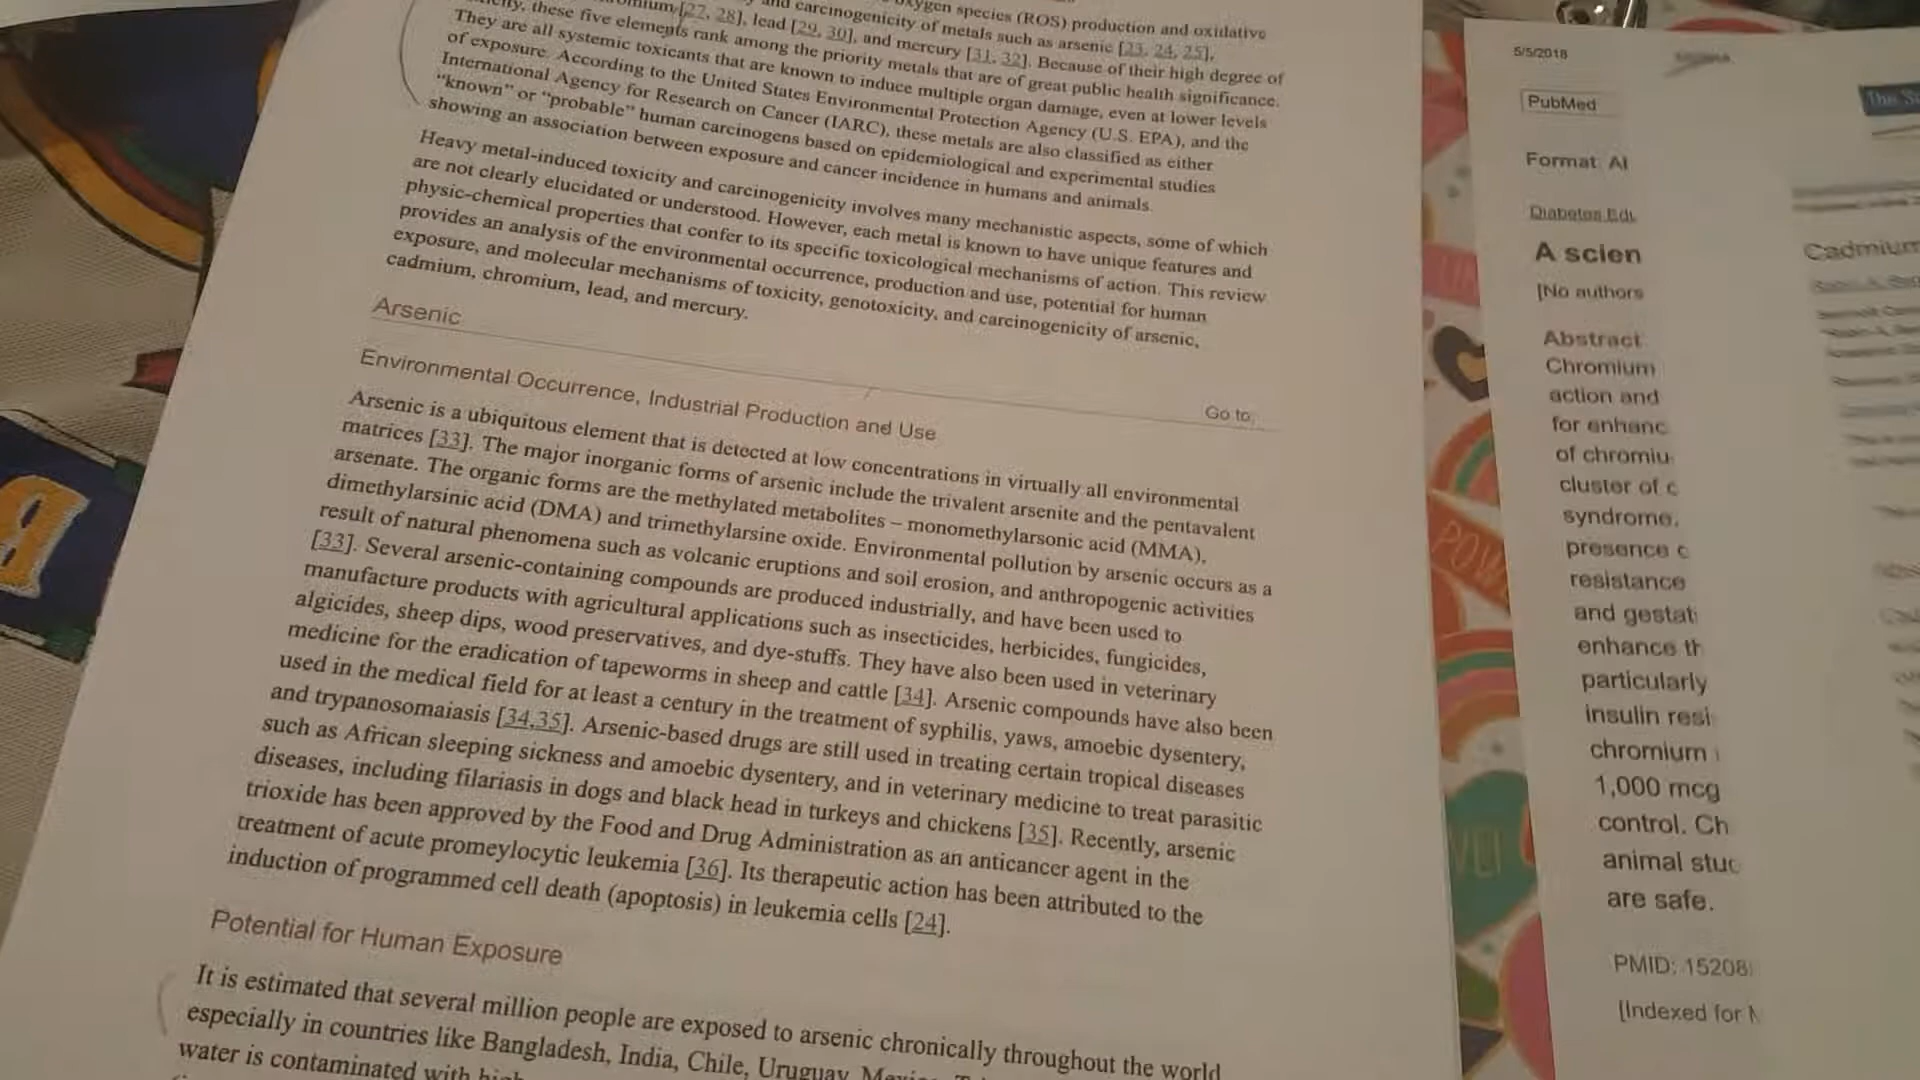 oxygen species (ROS) production and oxidative
and carcinogenicity of metals such as arsenic [23, 24, 25],
[27, 28], lead [29, 30], and mercury [31, 32]. Because of their high degree of
these five elements rank among the priority metals that are of great public health significance.
They are all systemic toxicants that are known to induce multiple organ damage, even at lower levels
of exposure. According to the United States Environmental Protection Agency (U.S. EPA), and the
International Agency for Research on Cancer (IARC), these metals are also classified as either
“known” or “probable” human carcinogens based on epidemiological and experimental studies
showing an association between exposure and cancer incidence in humans and animals.
Heavy metal-induced toxicity and carcinogenicity involves many mechanistic aspects, some of which
are not clearly elucidated or understood. However, each metal is known to have unique features and
physic-chemical properties that confer to its specific toxicological mechanisms of action. This review
provides an analysis of the environmental occurrence, production and use, potential for human
exposure, and molecular mechanisms of toxicity, genotoxicity, and carcinogenicity of arsenic,
cadmium, chromium, lead, and mercury.
Arsenic
Go to:
Environmental Occurrence, Industrial Production and Use
Arsenic is a ubiquitous element that is detected at low concentrations in virtually all environmental
matrices [33]. The major inorganic forms of arsenic include the trivalent arsenite and the pentavalent
arsenate. The organic forms are the methylated metabolites – monomethylarsonic acid (MMA),
dimethylarsinic acid (DMA) and trimethylarsine oxide. Environmental pollution by arsenic occurs as a
result of natural phenomena such as volcanic eruptions and soil erosion, and anthropogenic activities
[33]. Several arsenic-containing compounds are produced industrially, and have been used to
manufacture products with agricultural applications such as insecticides, herbicides, fungicides,
algicides, sheep dips, wood preservatives, and dye-stuffs. They have also been used in veterinary
medicine for the eradication of tapeworms in sheep and cattle [34]. Arsenic compounds have also been
used in the medical field for at least a century in the treatment of syphilis, yaws, amoebic dysentery,
and trypanosomaiasis [34,35]. Arsenic-based drugs are still used in treating certain tropical diseases
such as African sleeping sickness and amoebic dysentery, and in veterinary medicine to treat parasitic
diseases, including filariasis in dogs and black head in turkeys and chickens [35]. Recently, arsenic
trioxide has been approved by the Food and Drug Administration as an anticancer agent in the
treatment of acute promeylocytic leukemia [36]. Its therapeutic action has been attributed to the
induction of programmed cell death (apoptosis) in leukemia cells [24].
Potential for Human Exposure
It is estimated that several million people are exposed to arsenic chronically throughout the world
especially in countries like Bangladesh, India, Chile, Uruguay, Mexico,
water is contaminated with
5/5/2018
PubMed
Format: A
Diabetes Edu
A scien
[No authors
Abstract
Chromium
action and
for enhanc
of chromiu
cluster of c
syndrome,
presence c
resistance
and gestati
enhance th
particularly
insulin resi
chromium
1,000 mcg
control. Ch
animal stud
are safe.
PMID: 15208
[Indexed for
Cadmium
POW